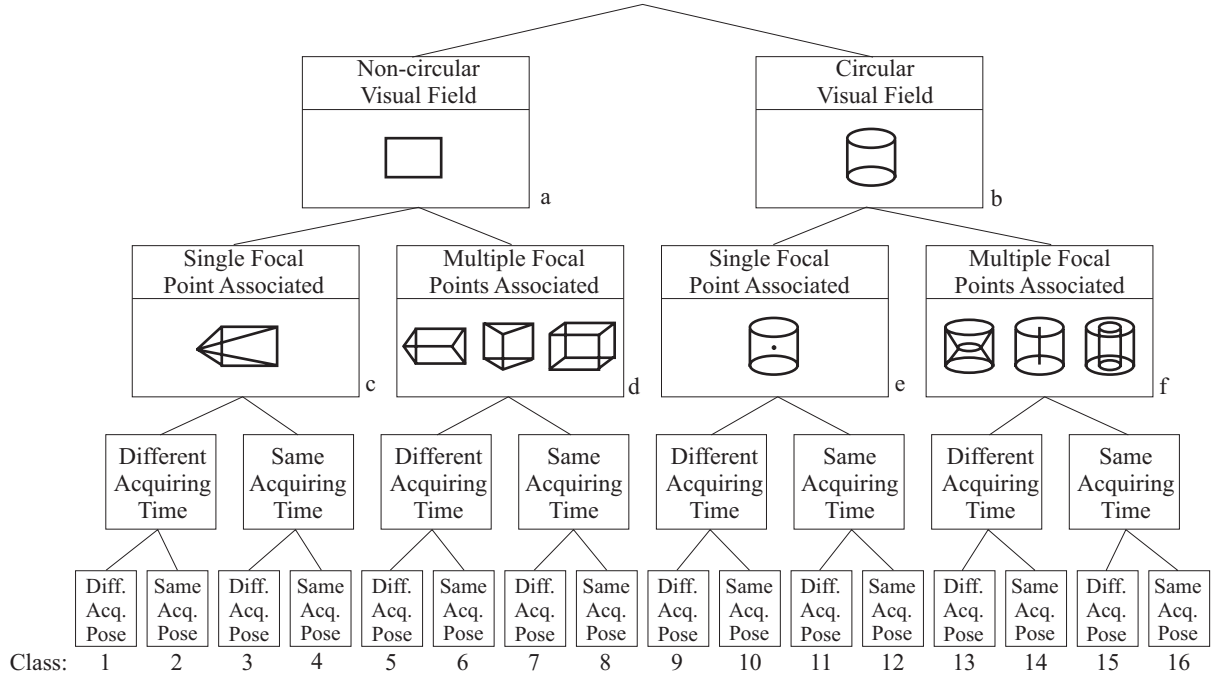 Non-circular
Visual Field
Circular
Visual Field
a
b
Single Focal
Point Associated
Multiple Focal
Points Associated
Single Focal
Point Associated
Multiple Focal
Points Associated
c
d
e
f
Different
Acquiring
Time
Same
Acquiring
Time
Different
Acquiring
Time
Same
Acquiring
Time
Different
Acquiring
Time
Same
Acquiring
Time
Different
Acquiring
Time
Same
Acquiring
Time
Diff.
Acq.
Pose
Same
Acq.
Pose
Diff.
Acq.
Pose
Same
Acq.
Pose
Diff.
Acq.
Pose
Same
Acq.
Pose
Diff.
Acq.
Pose
Same
Acq.
Pose
Diff.
Acq.
Pose
Same
Acq.
Pose
Diff.
Acq.
Pose
Same
Acq.
Pose
Diff.
Acq.
Pose
Same
Acq.
Pose
Diff.
Acq.
Pose
Same
Acq.
Pose
Class: 1 2 3 4 5 6 7 8 9 10 11 12 13 14 15 16